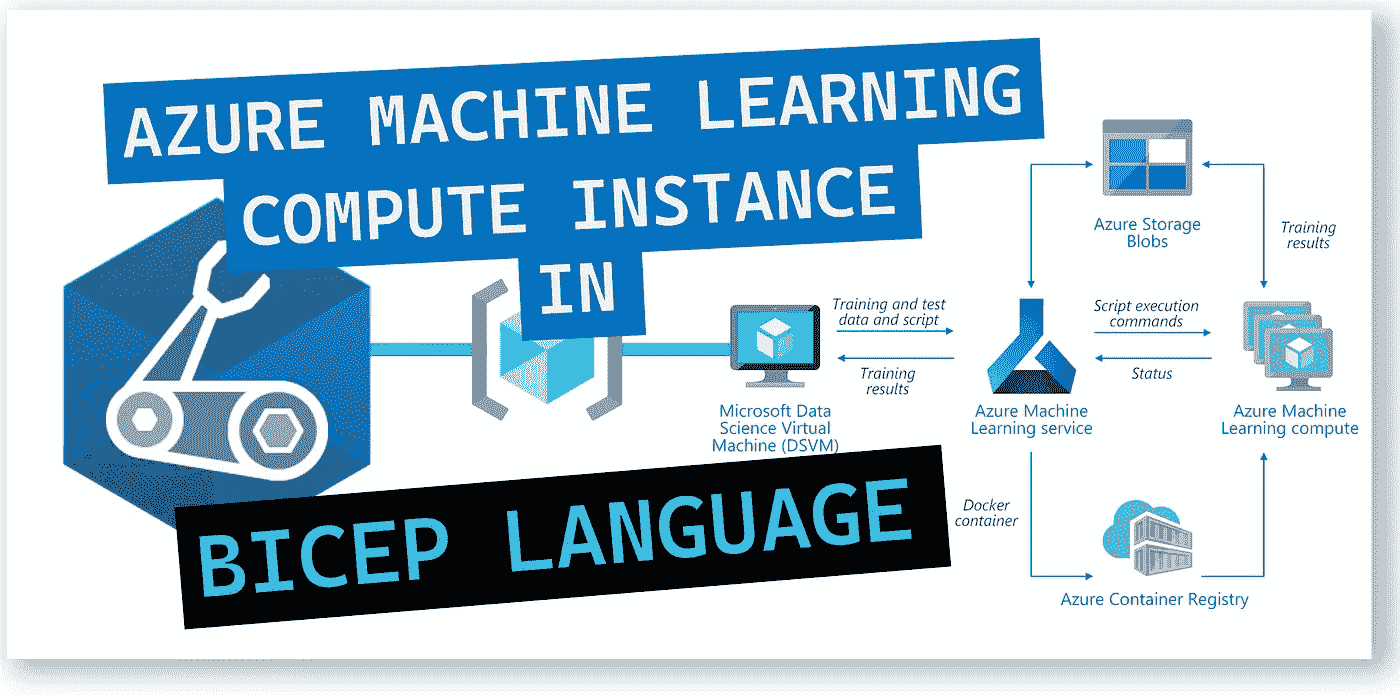 AZURE MACHINE LEARNING
COMPUTE INSTANCE
IN
BICEP LANGUAGE
Azure Storage
Blobs
Training
results
Training and test
data and script
Script execution
commands
Training
results
Status
Microsoft Data
Science Virtual
Machine (DSVM)
Azure Machine
Learning service
Azure Machine
Learning compute
Docker
container
Azure Container Registry